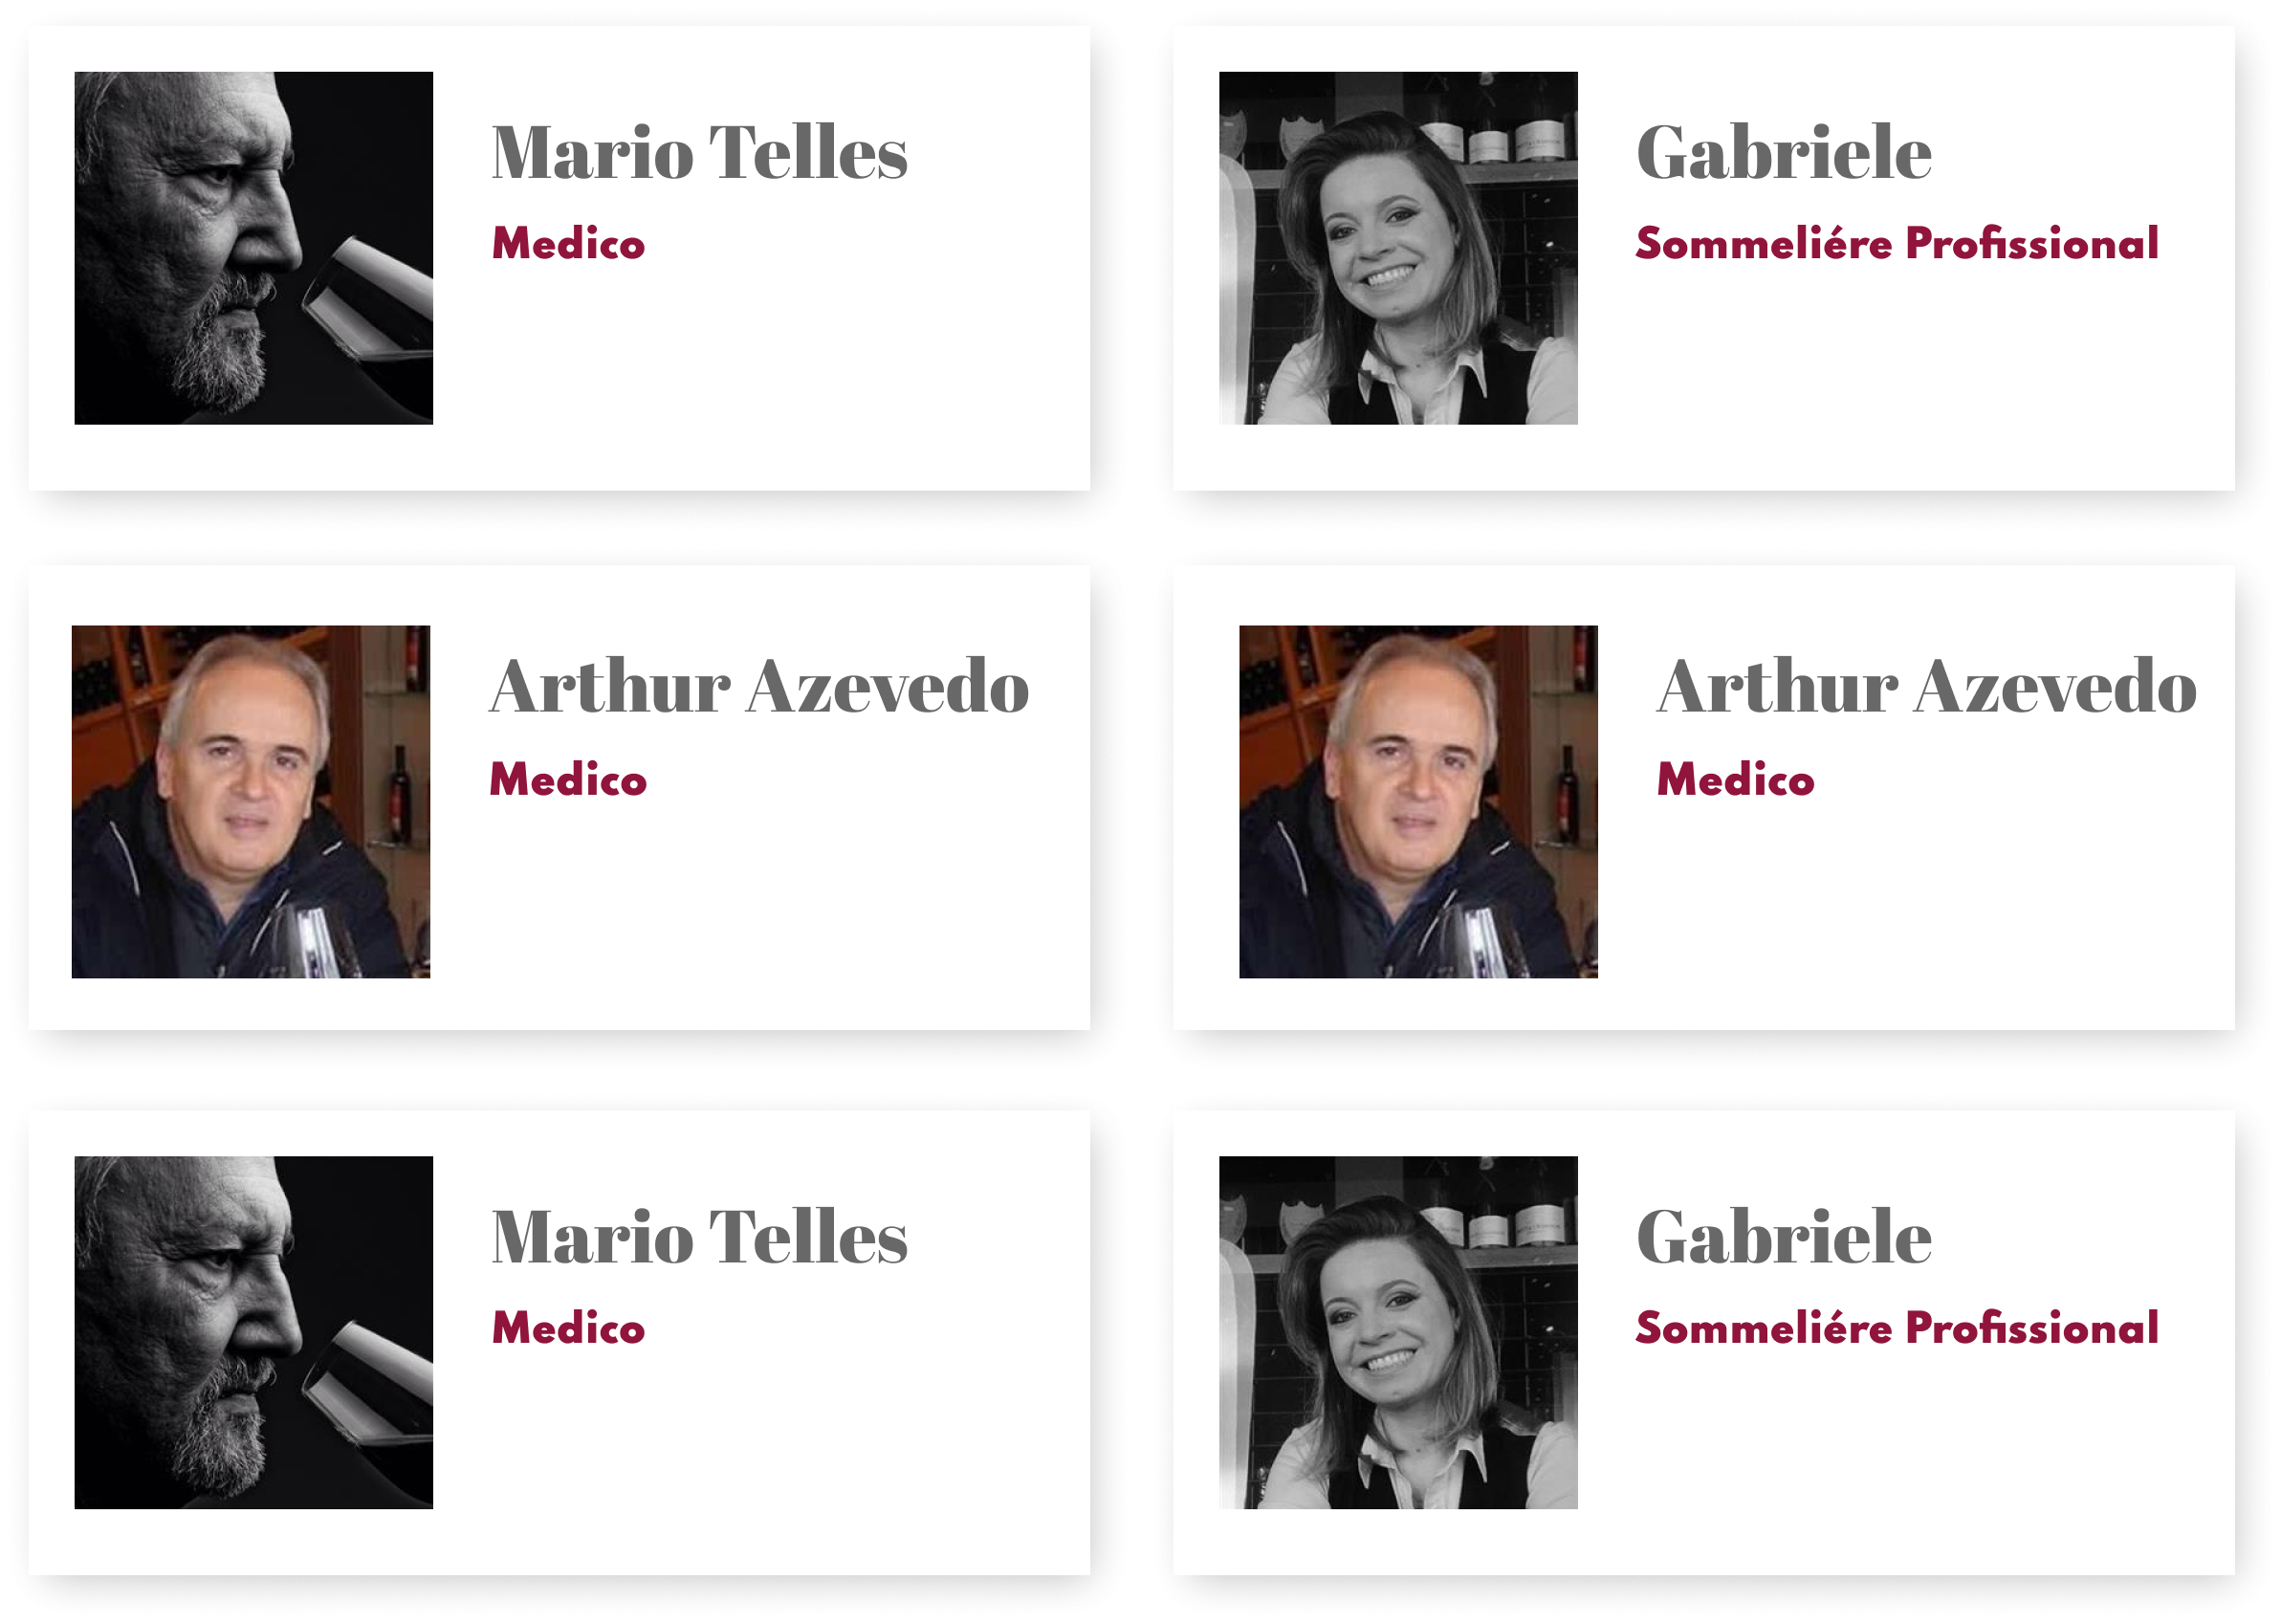 Mario Telles
Medico
Gabriele
Sommeliére Profissional
Arthur Azevedo
Medico
Arthur Azevedo
Medico
Mario Telles
Medico
Gabriele
Sommeliére Profissional